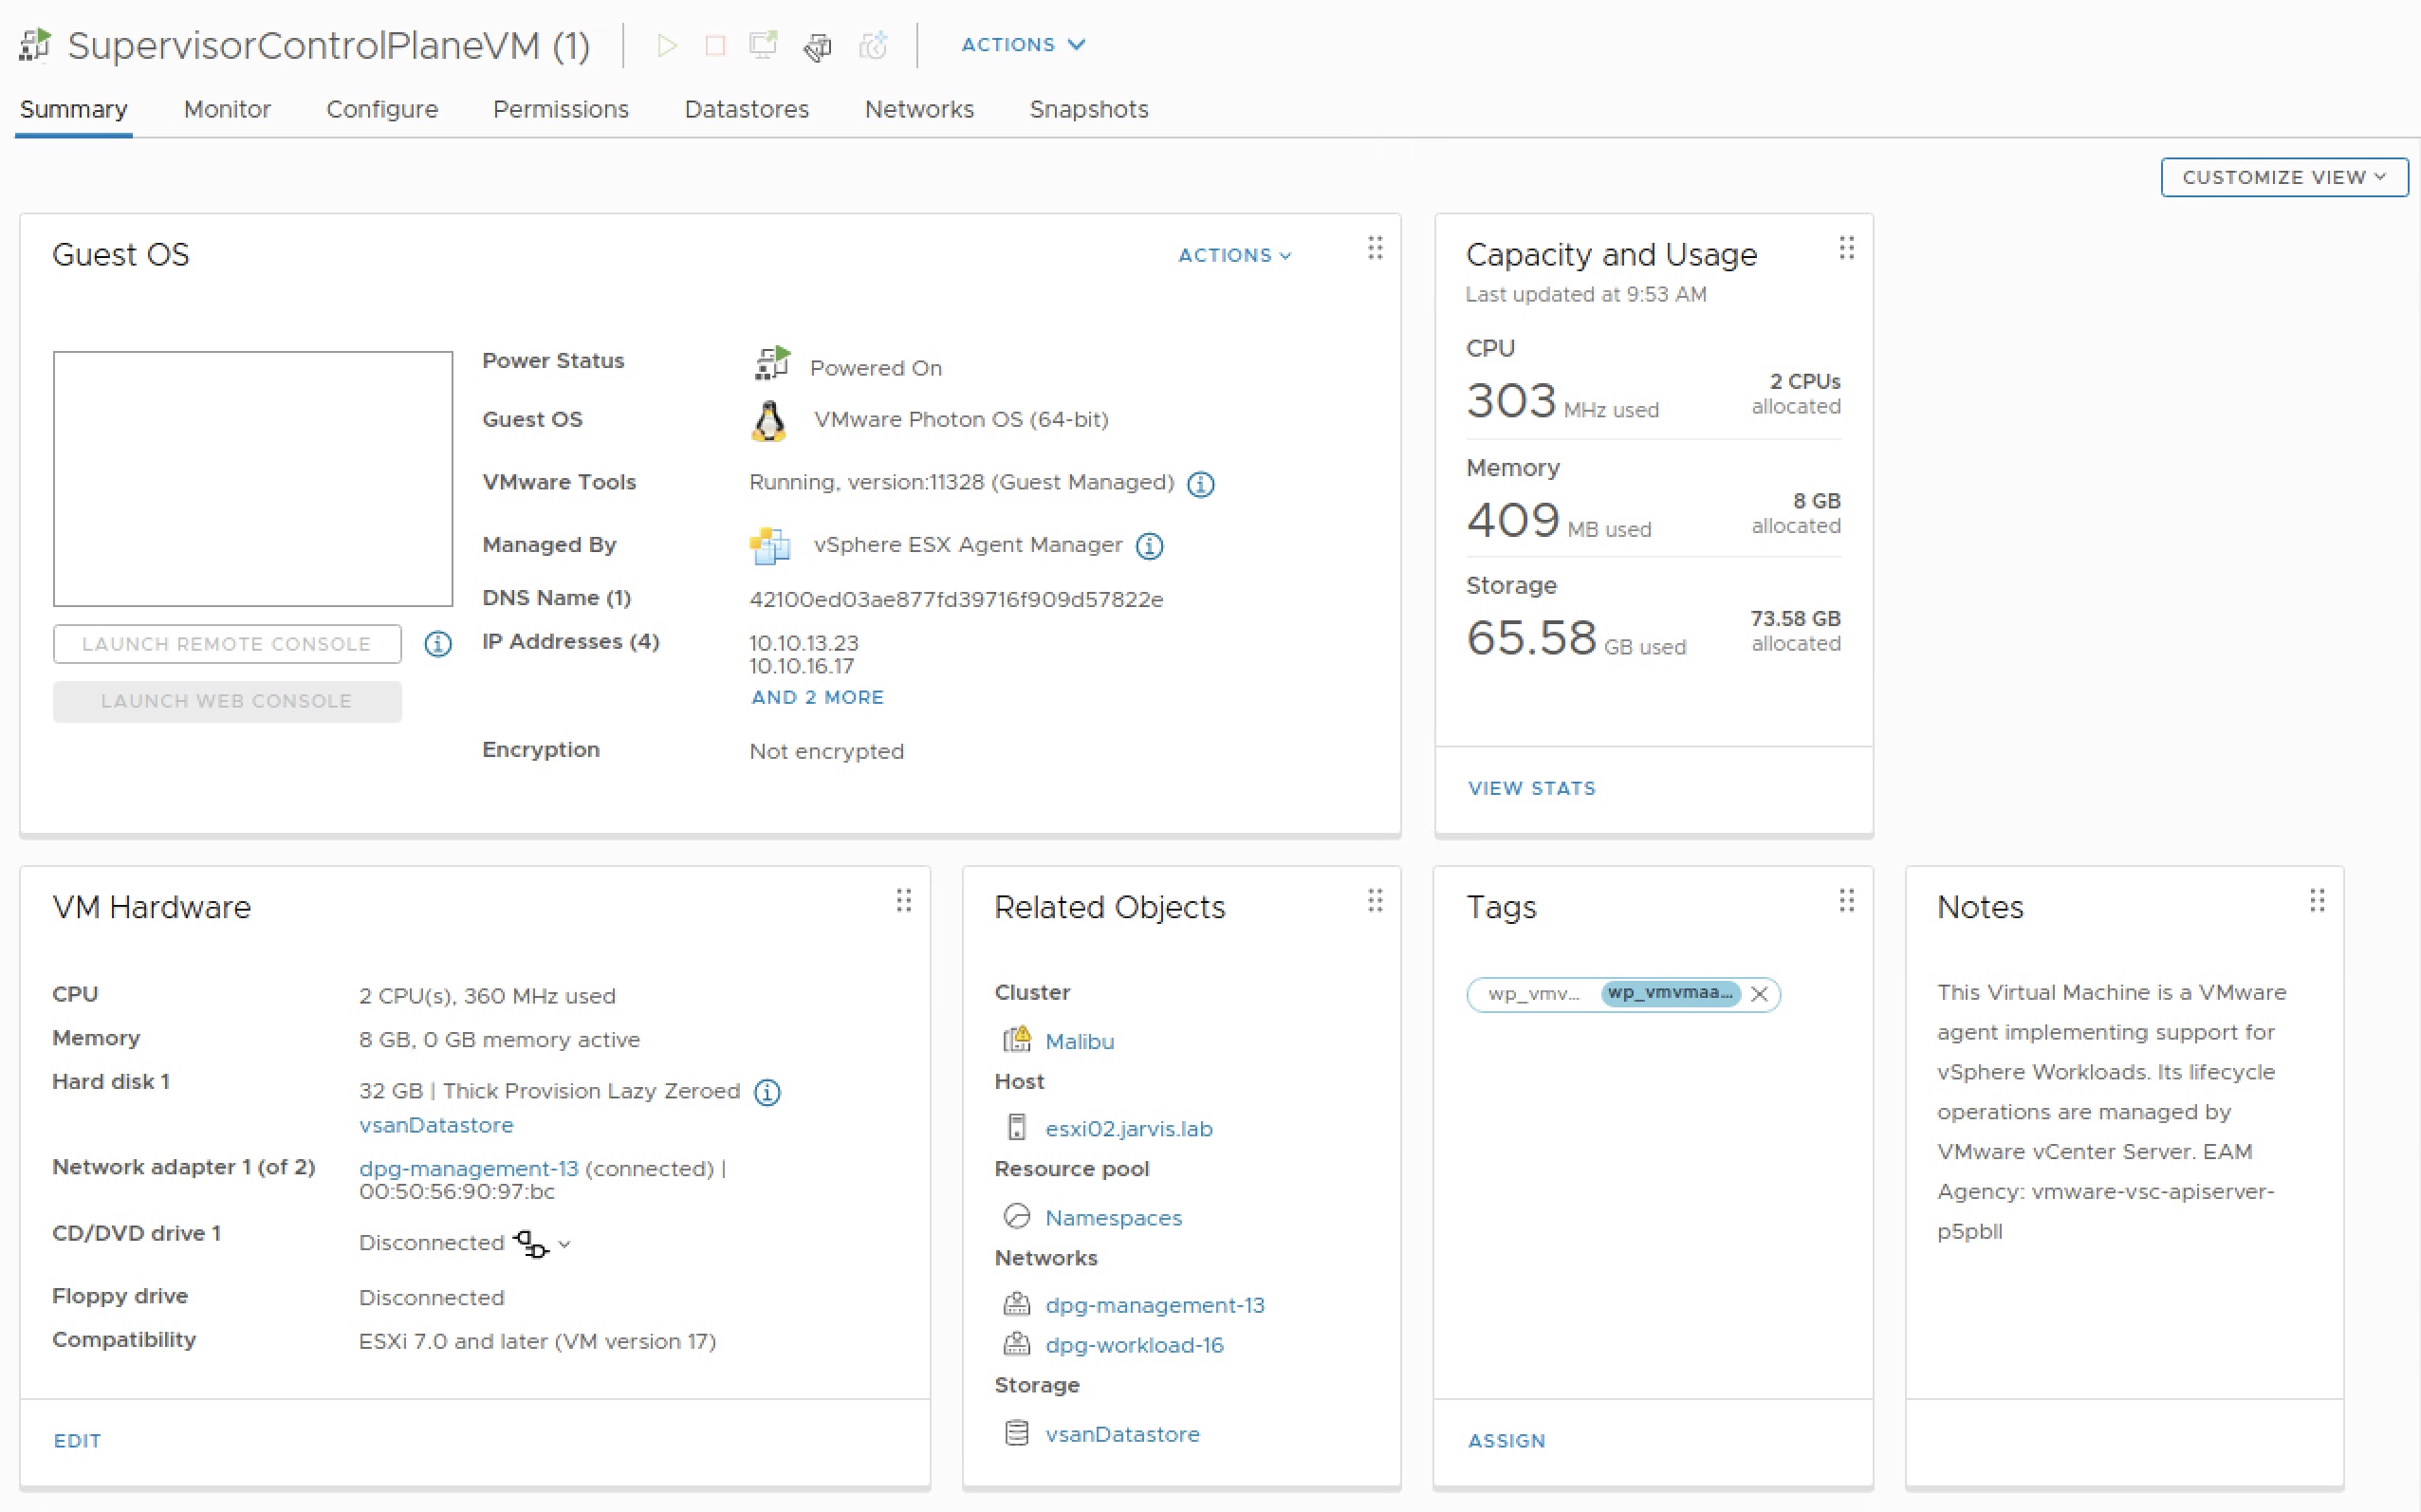 SupervisorControlPlaneVM (1)
ACTIONS
Summary
Monitor
Configure
Permissions
Datastores
Networks
Snapshots
CUSTOMIZE VIEW
Guest OS
ACTIONS
LAUNCH REMOTE CONSOLE
LAUNCH WEB CONSOLE
Power Status
Powered On
Guest OS
VMware Photon OS (64-bit)
VMware Tools
Running, version:11328 (Guest Managed)
Managed By
vSphere ESX Agent Manager
DNS Name (1)
42100ed03ae877fd39716f909d57822e
IP Addresses (4)
10.10.13.23
10.10.16.17
AND 2 MORE
Encryption
Not encrypted
Capacity and Usage
Last updated at 9:53 AM
CPU
303 MHz used
2 CPUs
allocated
Memory
409 MB used
8 GB
allocated
Storage
65.58 GB used
73.58 GB
allocated
VIEW STATS
VM Hardware
CPU
2 CPU(s), 360 MHz used
Memory
8 GB, 0 GB memory active
Hard disk 1
32 GB | Thick Provision Lazy Zeroed
vsanDatastore
Network adapter 1 (of 2)
dpg-management-13 (connected) |
00:50:56:90:97:bc
CD/DVD drive 1
Disconnected
Floppy drive
Disconnected
Compatibility
ESXi 7.0 and later (VM version 17)
EDIT
Related Objects
Cluster
Malibu
Host
esxi02.jarvis.lab
Resource pool
Namespaces
Networks
dpg-management-13
dpg-workload-16
Storage
vsanDatastore
Tags
wp_vmv...
wp_vmvmaa...
ASSIGN
Notes
This Virtual Machine is a VMware
agent implementing support for
vSphere Workloads. Its lifecycle
operations are managed by
VMware vCenter Server. EAM
Agency: vmware-vsc-apiserver-
p5pbll